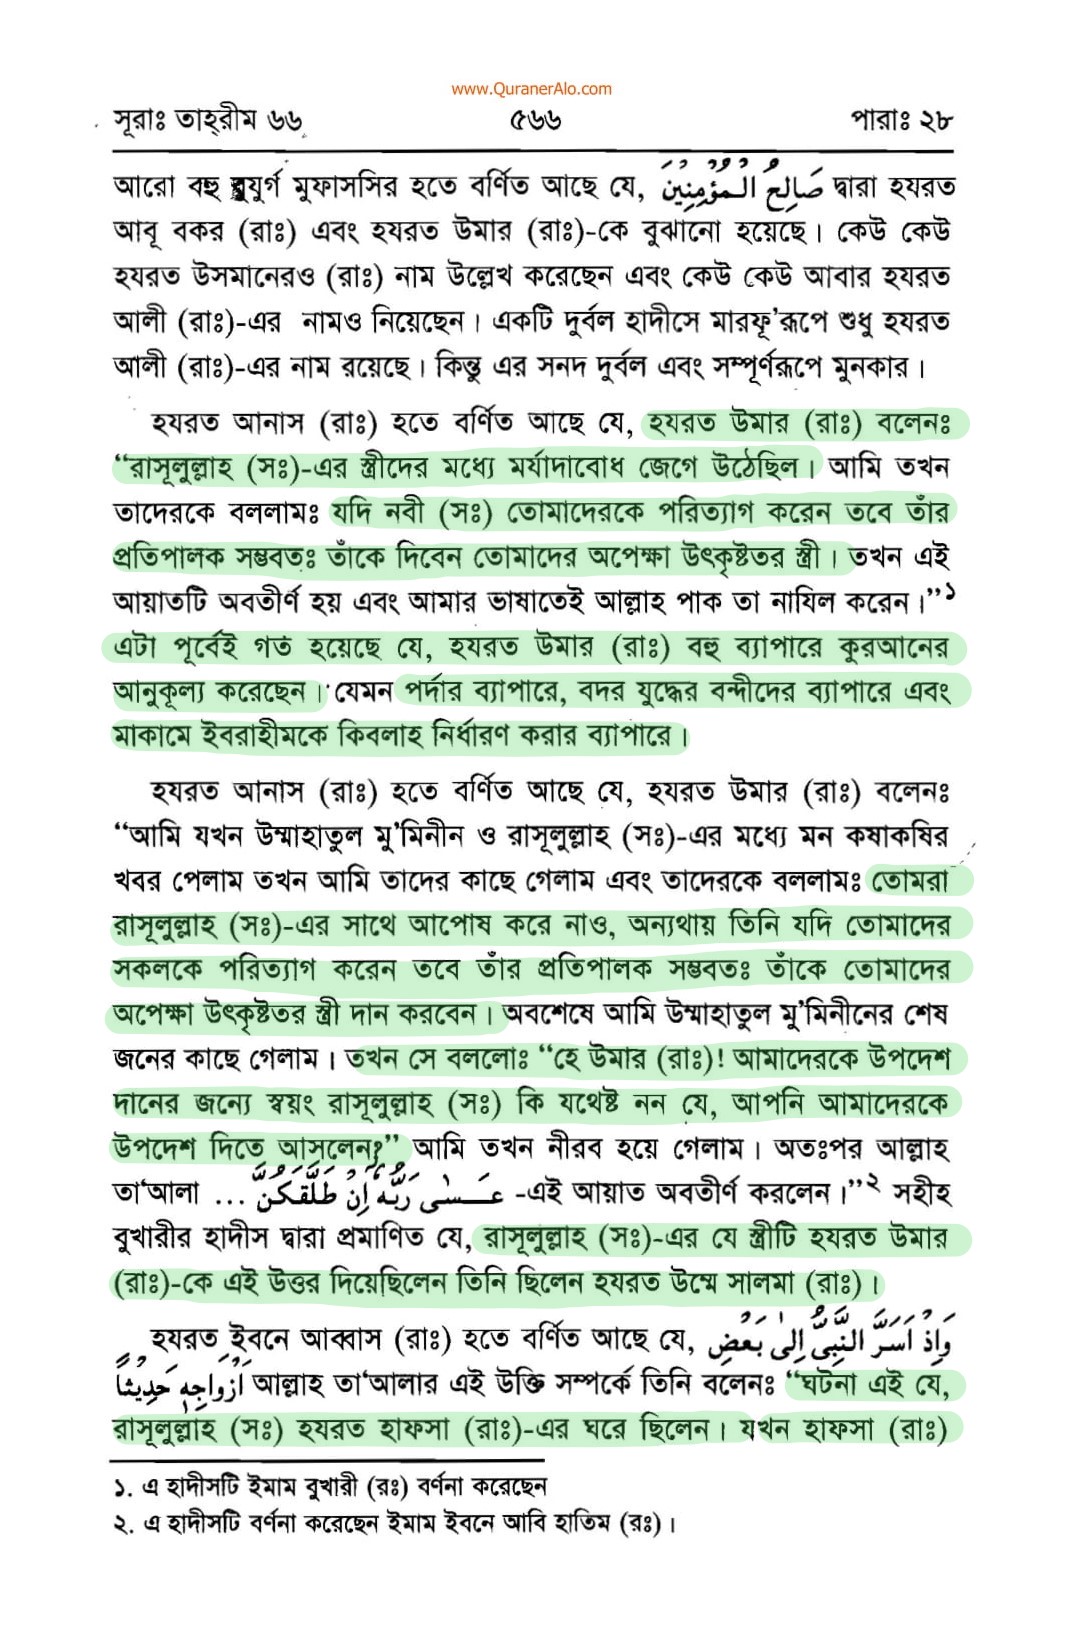 www.QuranerAlo.com
সূরাঃ তাহ্‌রীম ৬৬ ৫৬৬ পারাঃ ২৮
আরো বহু বুযুর্গ মুফাসসির হতে বর্ণিত আছে যে, صَالِحُ الْمُؤْمِنِيْنَ দ্বারা হযরত
আবূ বকর (রাঃ) এবং হযরত উমার (রাঃ)-কে বুঝানো হয়েছে। কেউ কেউ
হযরত উসমানেরও (রাঃ) নাম উল্লেখ করেছেন এবং কেউ কেউ আবার হযরত
আলী (রাঃ)-এর নামও নিয়েছেন। একটি দুর্বল হাদীসে মারফূ’রূপে শুধু হযরত
আলী (রাঃ)-এর নাম রয়েছে। কিন্তু এর সনদ দুর্বল এবং সম্পূর্ণরূপে মুনকার।
হযরত আনাস (রাঃ) হতে বর্ণিত আছে যে, হযরত উমার (রাঃ) বলেনঃ
“রাসূলুল্লাহ (সঃ)-এর স্ত্রীদের মধ্যে মর্যাদাবোধ জেগে উঠেছিল। আমি তখন
তাদেরকে বললামঃ যদি নবী (সঃ) তোমাদেরকে পরিত্যাগ করেন তবে তাঁর
প্রতিপালক সম্ভবতঃ তাঁকে দিবেন তোমাদের অপেক্ষা উৎকৃষ্টতর স্ত্রী। তখন এই
আয়াতটি অবতীর্ণ হয় এবং আমার ভাষাতেই আল্লাহ পাক তা নাযিল করেন।”১
এটা পূর্বেই গত হয়েছে যে, হযরত উমার (রাঃ) বহু ব্যাপারে কুরআনের
আনুকূল্য করেছেন। যেমন পর্দার ব্যাপারে, বদর যুদ্ধের বন্দীদের ব্যাপারে এবং
মাকামে ইবরাহীমকে কিবলাহ নির্ধারণ করার ব্যাপারে।
হযরত আনাস (রাঃ) হতে বর্ণিত আছে যে, হযরত উমার (রাঃ) বলেনঃ
“আমি যখন উম্মাহাতুল মু’মিনীন ও রাসূলুল্লাহ (সঃ)-এর মধ্যে মন কষাকষির
খবর পেলাম তখন আমি তাদের কাছে গেলাম এবং তাদেরকে বললামঃ তোমরা
রাসূলুল্লাহ (সঃ)-এর সাথে আপোষ করে নাও, অন্যথায় তিনি যদি তোমাদের
সকলকে পরিত্যাগ করেন তবে তাঁর প্রতিপালক সম্ভবতঃ তাঁকে তোমাদের
অপেক্ষা উৎকৃষ্টতর স্ত্রী দান করবেন। অবশেষে আমি উম্মাহাতুল মু’মিনীনের শেষ
জনের কাছে গেলাম। তখন সে বললোঃ “হে উমার (রাঃ)! আমাদেরকে উপদেশ
দানের জন্যে স্বয়ং রাসূলুল্লাহ (সঃ) কি যথেষ্ট নন যে, আপনি আমাদেরকে
উপদেশ দিতে আসলেন?” আমি তখন নীরব হয়ে গেলাম। অতঃপর আল্লাহ
তা‘আলা ... عَسٰى رَبُّهٗ اِنْ طَلَّقَكُنَّ -এই আয়াত অবতীর্ণ করলেন।”২ সহীহ
বুখারীর হাদীস দ্বারা প্রমাণিত যে, রাসূলুল্লাহ (সঃ)-এর যে স্ত্রীটি হযরত উমার
(রাঃ)-কে এই উত্তর দিয়েছিলেন তিনি ছিলেন হযরত উম্মে সালমা (রাঃ)।
হযরত ইবনে আব্বাস (রাঃ) হতে বর্ণিত আছে যে, وَاِذْ اَسَرَّ النَّبِىُّ اِلٰى بَعْضِ
اَزْوَاجِهٖ حَدِيْثًا আল্লাহ তা‘আলার এই উক্তি সম্পর্কে তিনি বলেনঃ “ঘটনা এই যে,
রাসূলুল্লাহ (সঃ) হযরত হাফসা (রাঃ)-এর ঘরে ছিলেন। যখন হাফসা (রাঃ)
১. এ হাদীসটি ইমাম বুখারী (রঃ) বর্ণনা করেছেন
২. এ হাদীসটি বর্ণনা করেছেন ইমাম ইবনে আবি হাতিম (রঃ)।